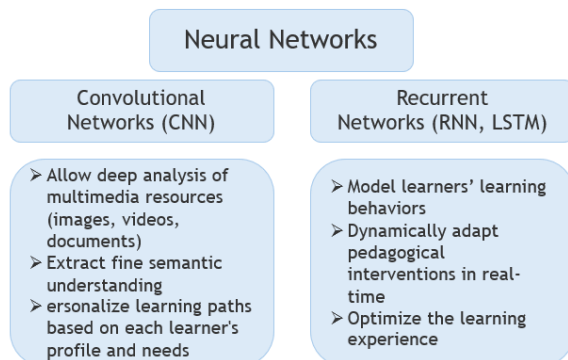 Neural Networks
Convolutional
Networks (CNN)
➢ Allow deep analysis of
multimedia resources
(images, videos,
documents)
➢ Extract fine semantic
understanding
➢ ersonalize learning paths
based on each learner's
profile and needs
Recurrent
Networks (RNN, LSTM)
➢ Model learners’ learning
behaviors
➢ Dynamically adapt
pedagogical
interventions in real-
time
➢ Optimize the learning
experience